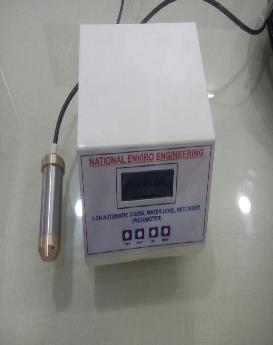 NATIONAL ENVIRO ENGINEERING
1-CH AUTOMATIC DIGITAL WATER LEVEL RECORDER
(PIEZOMETER)